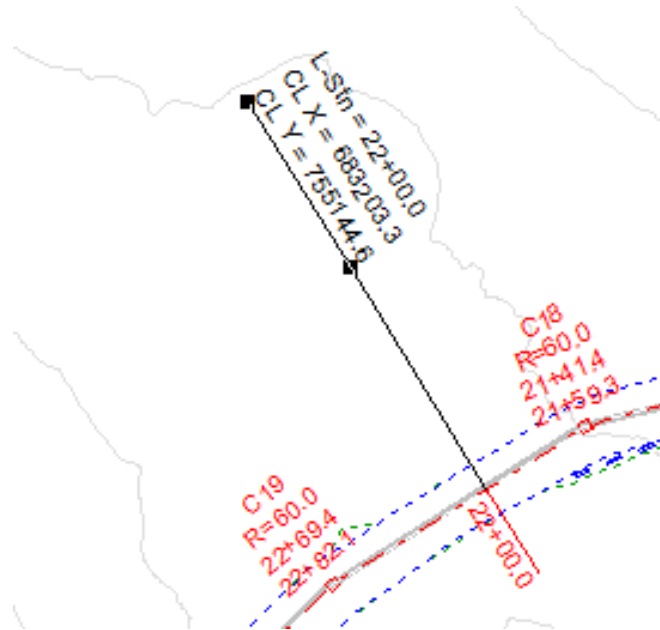 L-Stn = 22+00.0
CL X = 683203.3
CL Y = 755144.6
C18
R=60.0
21+41.4
21+59.3
C19
R=60.0
22+69.4
22+82.1
22+00.0